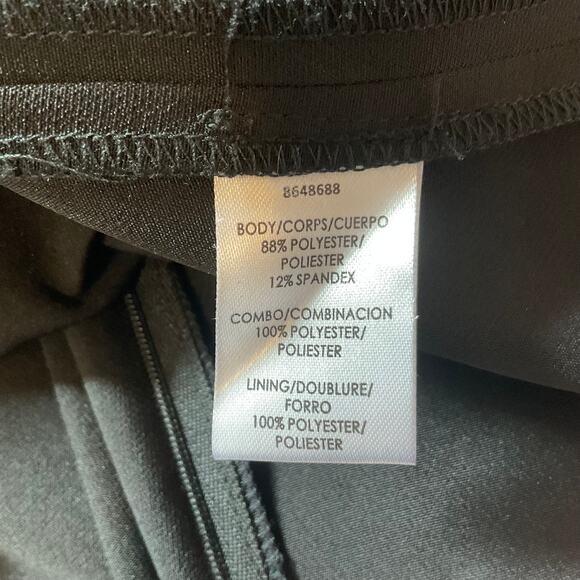 8648688
BODY/CORPS/CUERPO
88% POLYESTER/
POLIESTER
12% SPANDEX
COMBO/COMBINACION
100% POLYESTER/
POLIESTER
LINING/DOUBLURE/
FORRO
100% POLYESTER/
POLIESTER